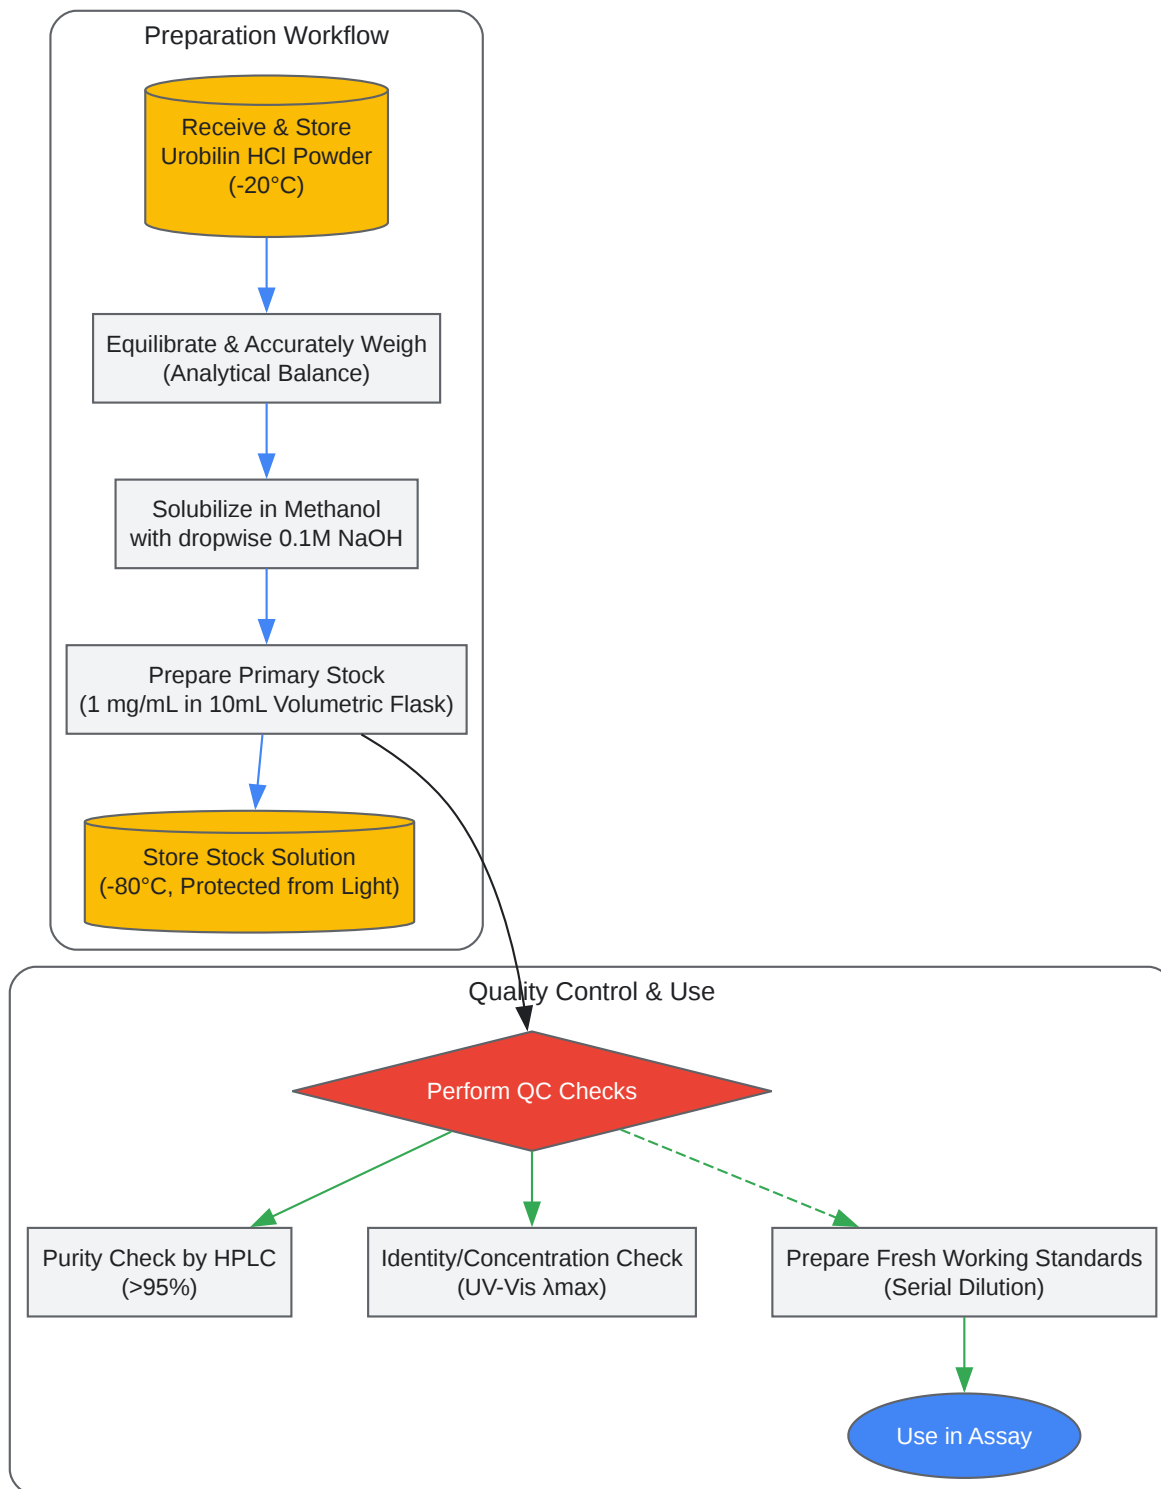 Preparation Workflow
Receive & Store
Urobilin HCl Powder
(-20°C)
Equilibrate & Accurately Weigh
(Analytical Balance)
Solubilize in Methanol
with dropwise 0.1M NaOH
Prepare Primary Stock
(1 mg/mL in 10mL Volumetric Flask)
Store Stock Solution
(-80°C, Protected from Light)
Quality Control & Use
Perform QC Checks
Purity Check by HPLC
(>95%)
Identity/Concentration Check
(UV-Vis λmax)
Prepare Fresh Working Standards
(Serial Dilution)
Use in Assay